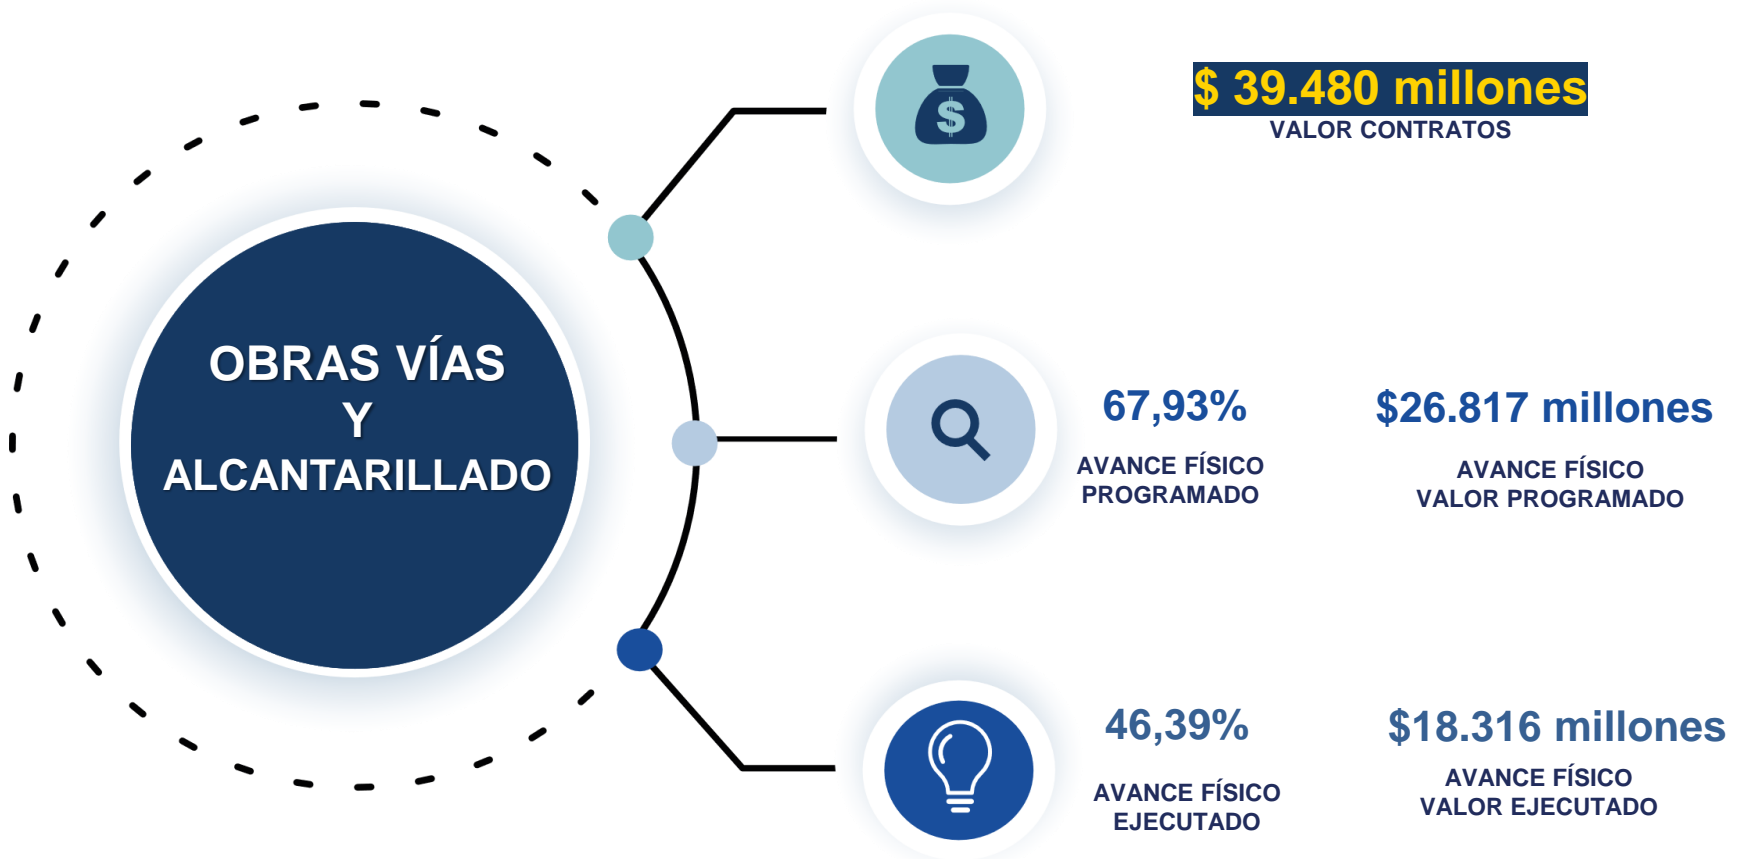 OBRAS VÍAS
Y
ALCANTARILLADO
$
$ 39.480 millones
VALOR CONTRATOS
67,93%
AVANCE FÍSICO
PROGRAMADO
$26.817 millones
AVANCE FÍSICO
VALOR PROGRAMADO
46,39%
AVANCE FÍSICO
EJECUTADO
$18.316 millones
AVANCE FÍSICO
VALOR EJECUTADO